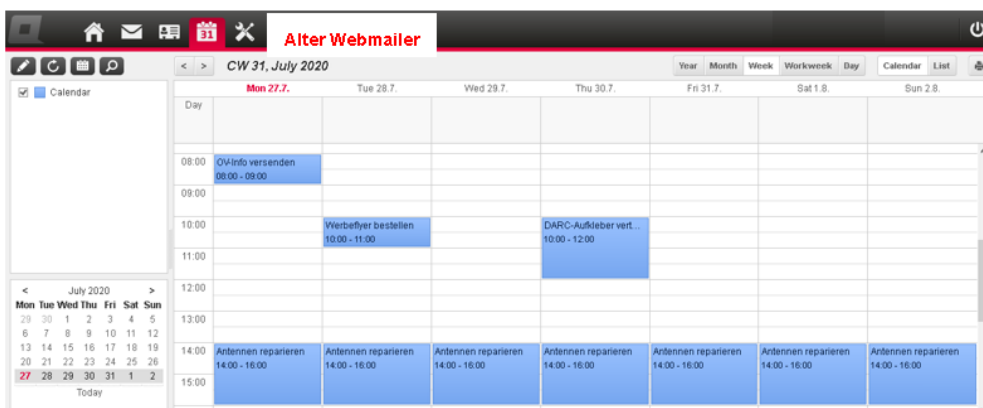 31
Alter Webmailer
< > CW 31, July 2020
Year Month Week Workweek Day Calendar List
Calendar
Mon 27.7. Tue 28.7. Wed 29.7. Thu 30.7. Fri 31.7. Sat 1.8. Sun 2.8.
Day
08:00
OV-Info versenden
08:00 - 09:00
09:00
10:00
Werbeflyer bestellen
10:00 - 11:00
DARC-Aufkleber vert...
10:00 - 12:00
11:00
12:00
13:00
14:00
Antennen reparieren Antennen reparieren Antennen reparieren Antennen reparieren Antennen reparieren Antennen reparieren Antennen reparieren
14:00 - 16:00 14:00 - 16:00 14:00 - 16:00 14:00 - 16:00 14:00 - 16:00 14:00 - 16:00 14:00 - 16:00
15:00
< July 2020 >
Mon Tue Wed Thu Fri Sat Sun
29 30 1 2 3 4 5
6 7 8 9 10 11 12
13 14 15 16 17 18 19
20 21 22 23 24 25 26
27 28 29 30 31 1 2
Today